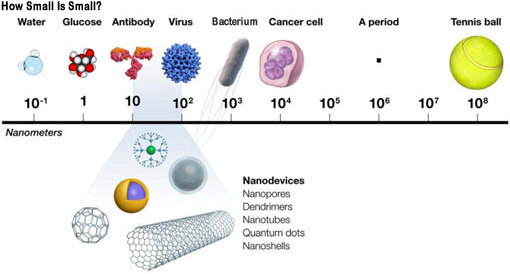 How Small Is Small?
Water Glucose Antibody Virus Bacterium Cancer cell A period Tennis ball
10⁻¹ 1 10 10² 10³ 10⁴ 10⁵ 10⁶ 10⁷ 10⁸
Nanometers
Nanodevices
Nanopores
Dendrimers
Nanotubes
Quantum dots
Nanoshells